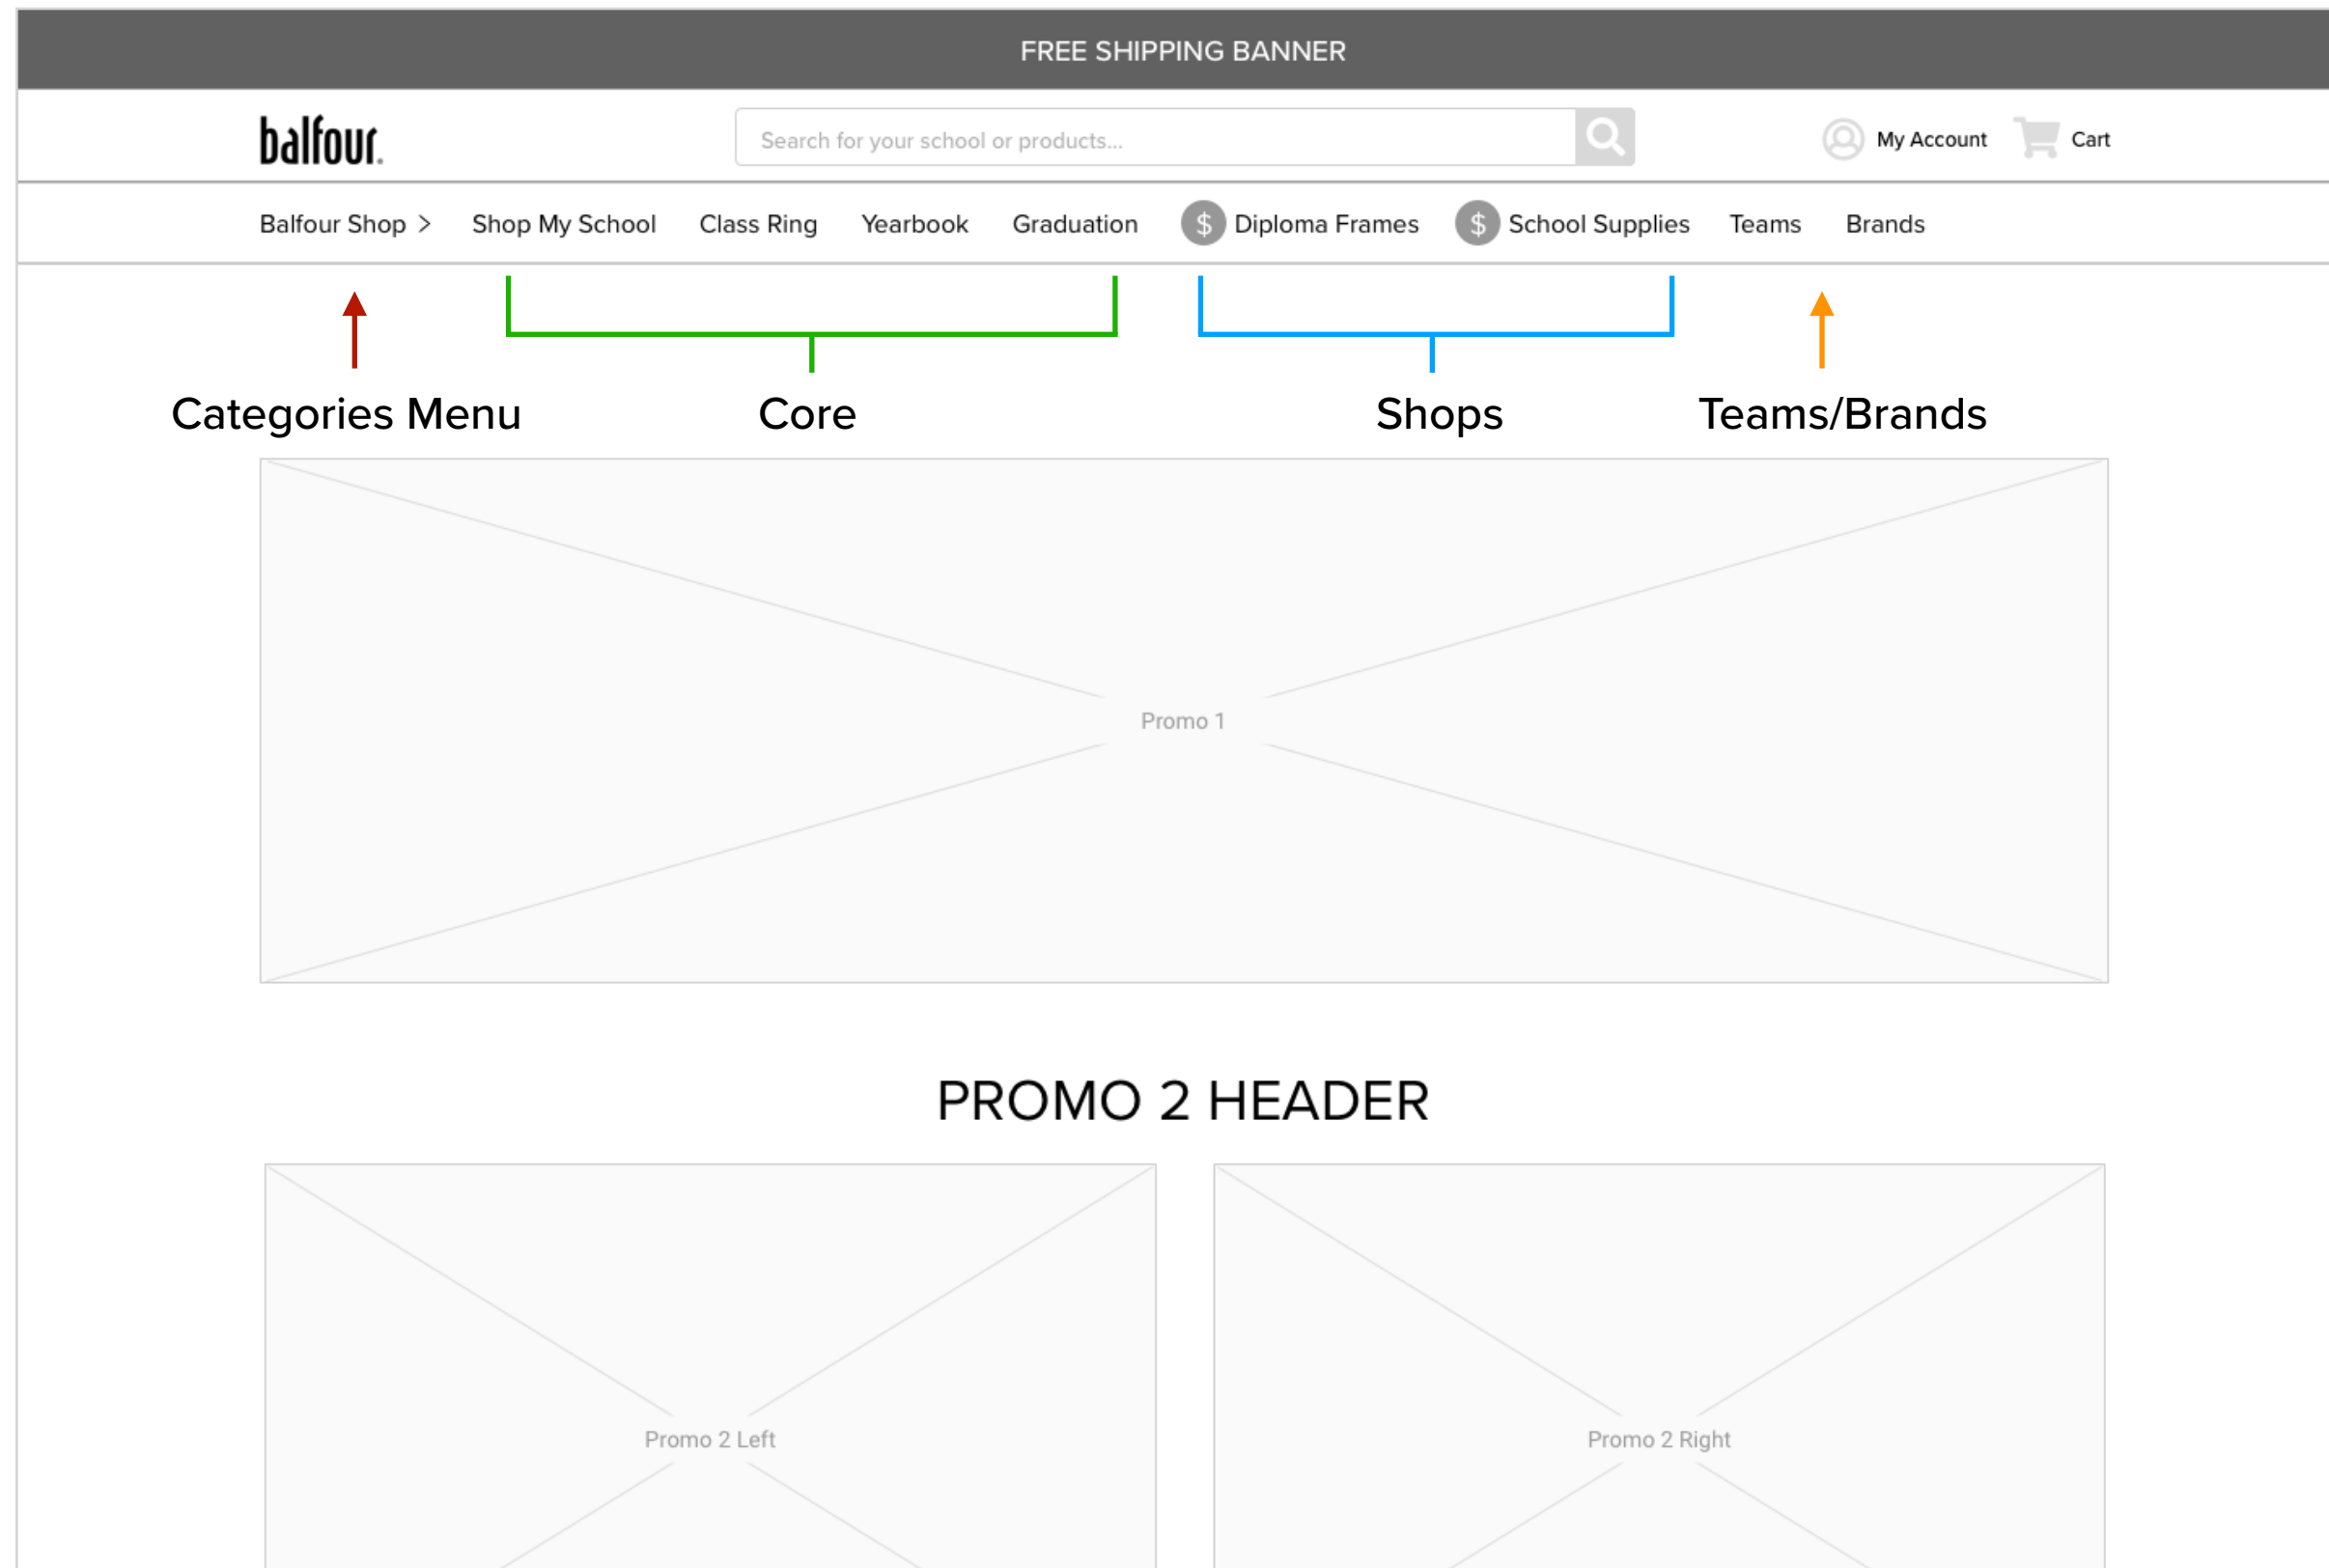 FREE SHIPPING BANNER
balfour.
Search for your school or products...
My Account
Cart
Balfour Shop > Shop My School Class Ring Yearbook Graduation $ Diploma Frames $ School Supplies Teams Brands
Categories Menu Core Shops Teams/Brands
Promo 1
PROMO 2 HEADER
Promo 2 Left
Promo 2 Right